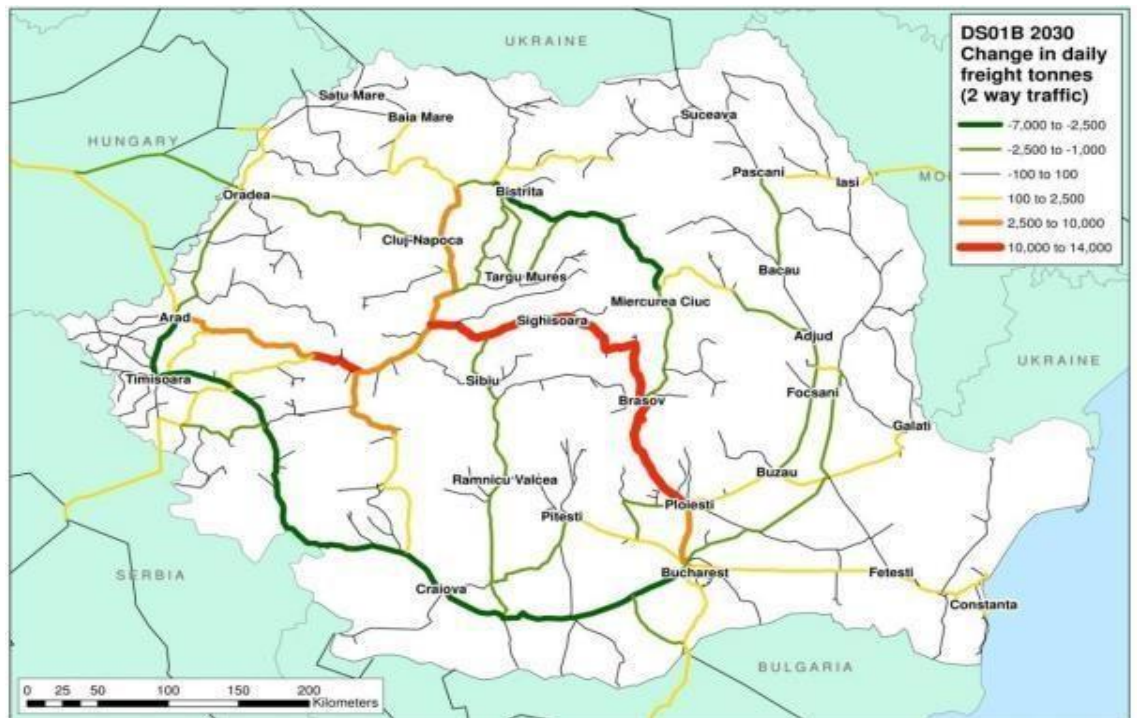 UKRAINE
DS01B 2030
Change in daily
freight tonnes
(2 way traffic)
-7,000 to -2,500
-2,500 to -1,000
-100 to 100
100 to 2,500
2,500 to 10,000
10,000 to 14,000
Satu Mare
Baia Mare
Suceava
HUNGARY
Pascani
Iasi
MO
Oradea
Bistrita
Cluj-Napoca
Targu Mures
Bacau
Miercurea Ciuc
Arad
Sighisoara
Adjud
UKRAINE
Timisoara
Sibiu
Brasov
Focsani
Galati
Ramnicu Valcea
Buzau
Pitesti
Ploiesti
SERBIA
Bucharest
Fetesti
Craiova
Constanta
BULGARIA
0 25 50 100 150 200
Kilometers